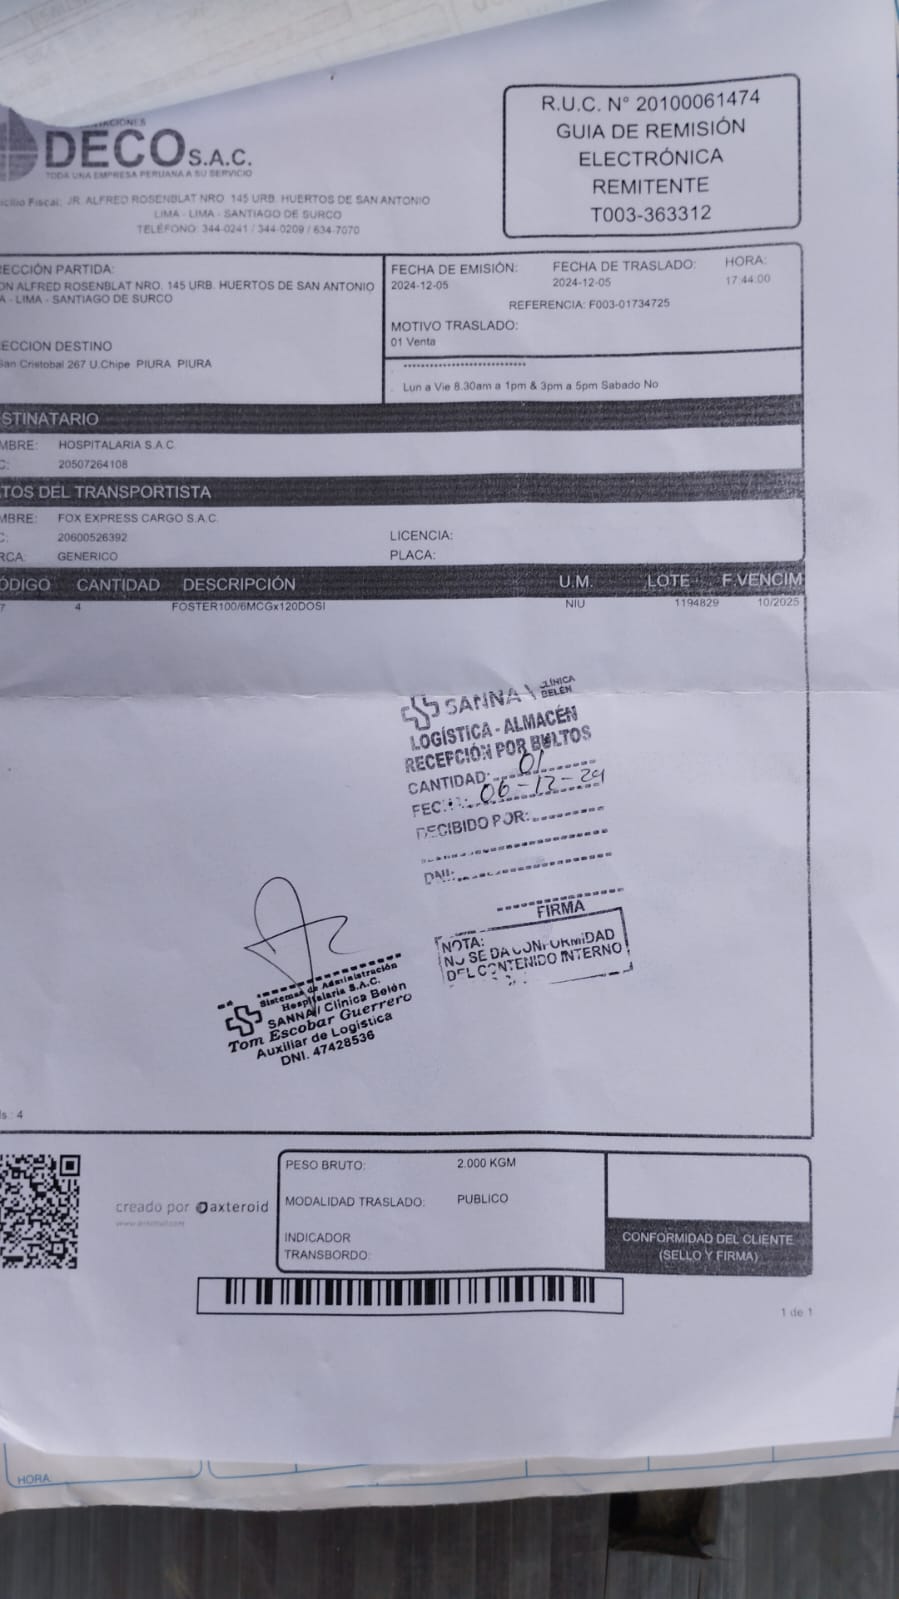 CIONES
DECO S.A.C.
TODA UNA EMPRESA PERUANA A SU SERVICIO
cilio Fiscal: JR. ALFRED ROSENBLAT NRO. 145 URB. HUERTOS DE SAN ANTONIO
LIMA - LIMA - SANTIAGO DE SURCO
TELÉFONO: 344-0241 / 344-0209 / 634-7070
R.U.C. N° 20100061474
GUIA DE REMISIÓN
ELECTRÓNICA
REMITENTE
T003-363312
ECCIÓN PARTIDA:
ON ALFRED ROSENBLAT NRO. 145 URB. HUERTOS DE SAN ANTONIO
A - LIMA - SANTIAGO DE SURCO
ECCION DESTINO
San Cristobal 267 U.Chipe PIURA PIURA
FECHA DE EMISIÓN: FECHA DE TRASLADO: HORA:
2024-12-05 2024-12-05 17:44:00
REFERENCIA: F003-01734725
MOTIVO TRASLADO:
01 Venta
Lun a Vie 8.30am a 1pm & 3pm a 5pm Sabado No
STINATARIO
MBRE: HOSPITALARIA S.A.C.
C: 20507264108
TOS DEL TRANSPORTISTA
MBRE: FOX EXPRESS CARGO S.A.C.
C: 20600526392 LICENCIA:
RCA: GENERICO PLACA:
ÓDIGO CANTIDAD DESCRIPCIÓN U.M. LOTE F.VENCIM
7 4 FOSTER100/6MCGx120DOSI NIU 1194829 10/2025
SANNA \ CLÍNICA BELÉN
LOGÍSTICA - ALMACÉN
RECEPCIÓN POR BULTOS
CANTIDAD: 01
FEC: 06-12-24
RECIBIDO POR:
DNI:
FIRMA
NOTA:
NO SE DA CONFORMIDAD
DEL CONTENIDO INTERNO
Sistemas de Administración
Hospitalaria S.A.C.
SANNA / Clínica Belén
Tom Escobar Guerrero
Auxiliar de Logística
DNI. 47428536
ls : 4
creado por axteroid
PESO BRUTO: 2.000 KGM
MODALIDAD TRASLADO: PUBLICO
INDICADOR
TRANSBORDO:
CONFORMIDAD DEL CLIENTE
(SELLO Y FIRMA)
1 de 1
HORA: